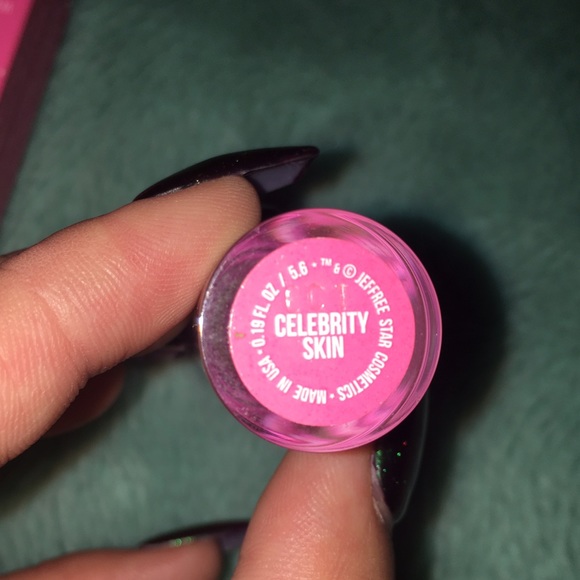 CELEBRITY
SKIN
™ & © JEFFREE STAR COSMETICS • MADE IN USA • 0.19 FL OZ / 5.6 •